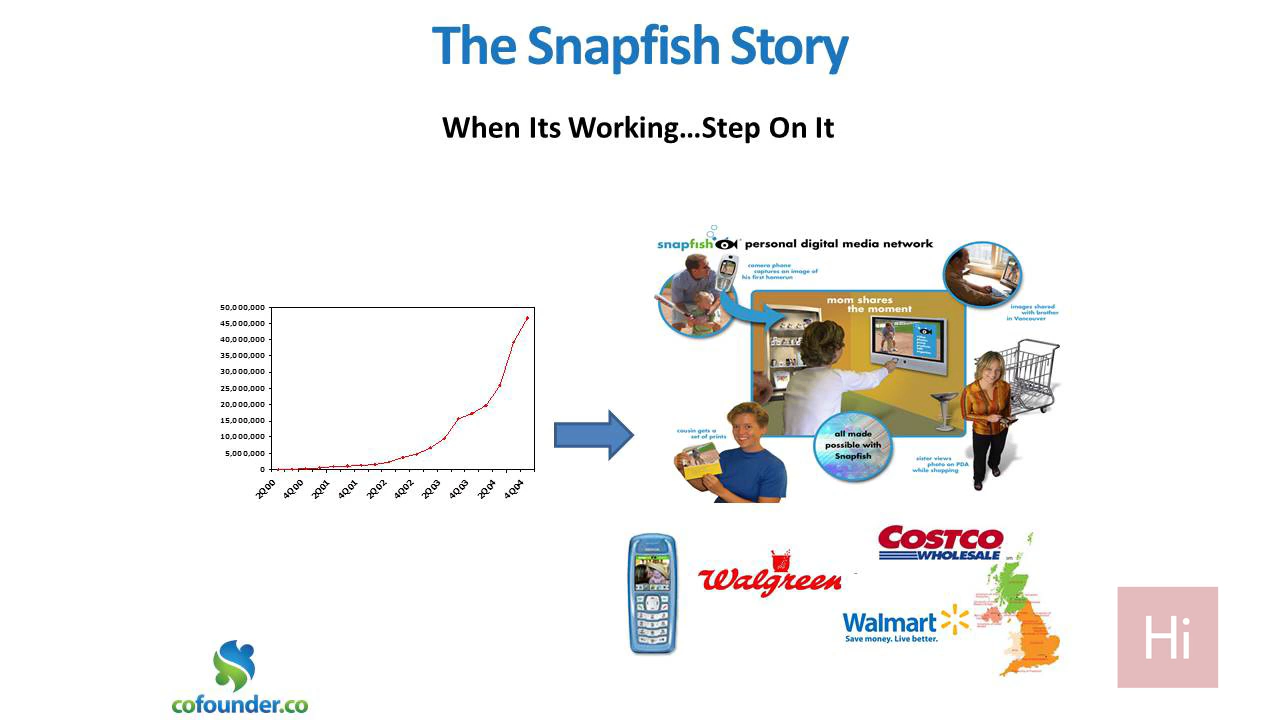 The Snapfish Story
When Its Working...Step On It
snapfish personal digital media network
camera phone
captures an image of
his first homerun
mom shares
the moment
images shared
with brother
in Vancouver
50,000,000
45,000,000
40,000,000
35,000,000
30,000,000
25,000,000
20,000,000
15,000,000
10,000,000
5,000,000
0
2Q00
4Q00
2Q01
4Q01
2Q02
4Q02
2Q03
4Q03
2Q04
4Q04
cousin gets a
set of prints
all made
possible with
Snapfish
sister views
photo on PDA
while shopping
NOKIA
Walgreen
COSTCO
WHOLESALE
Walmart
Save money. Live better.
Hi
cofounder.co